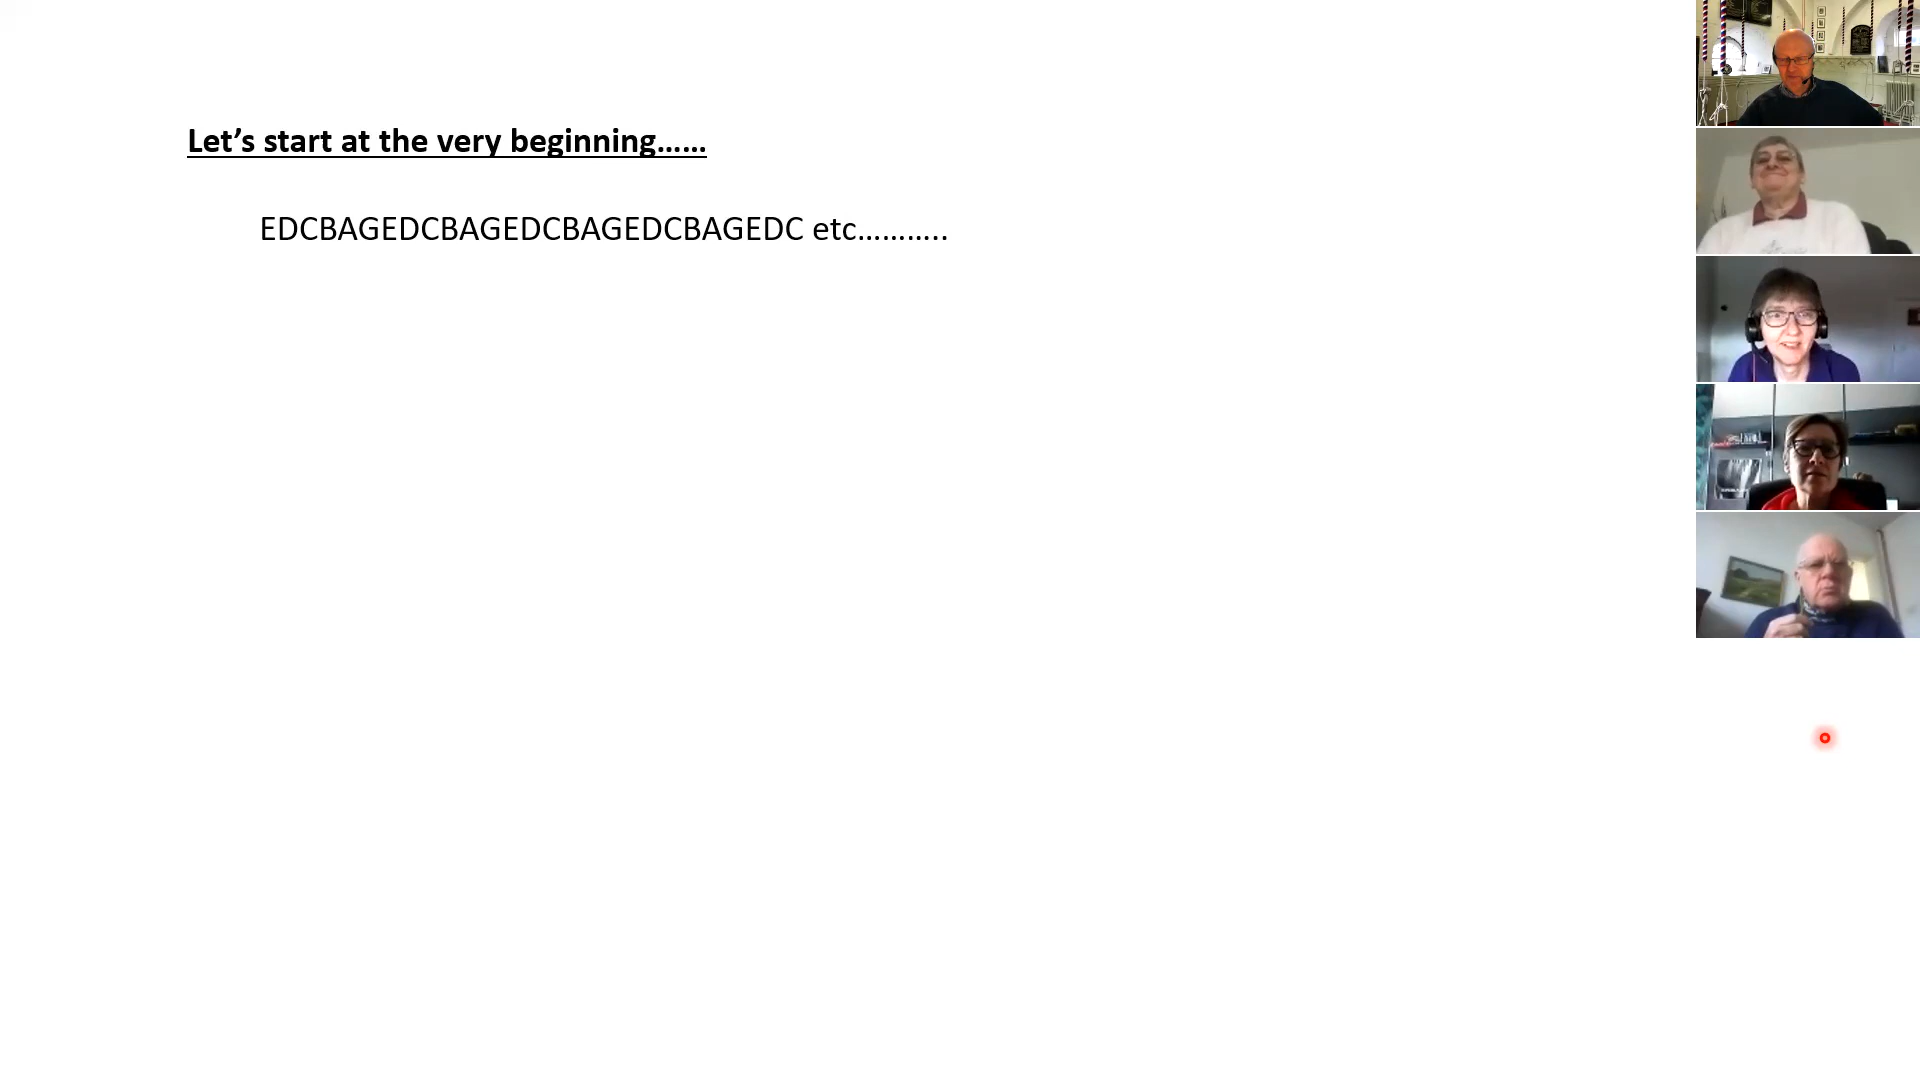 Let’s start at the very beginning……
EDCBAGEDCBAGEDCBAGEDCBAGEDC etc………..